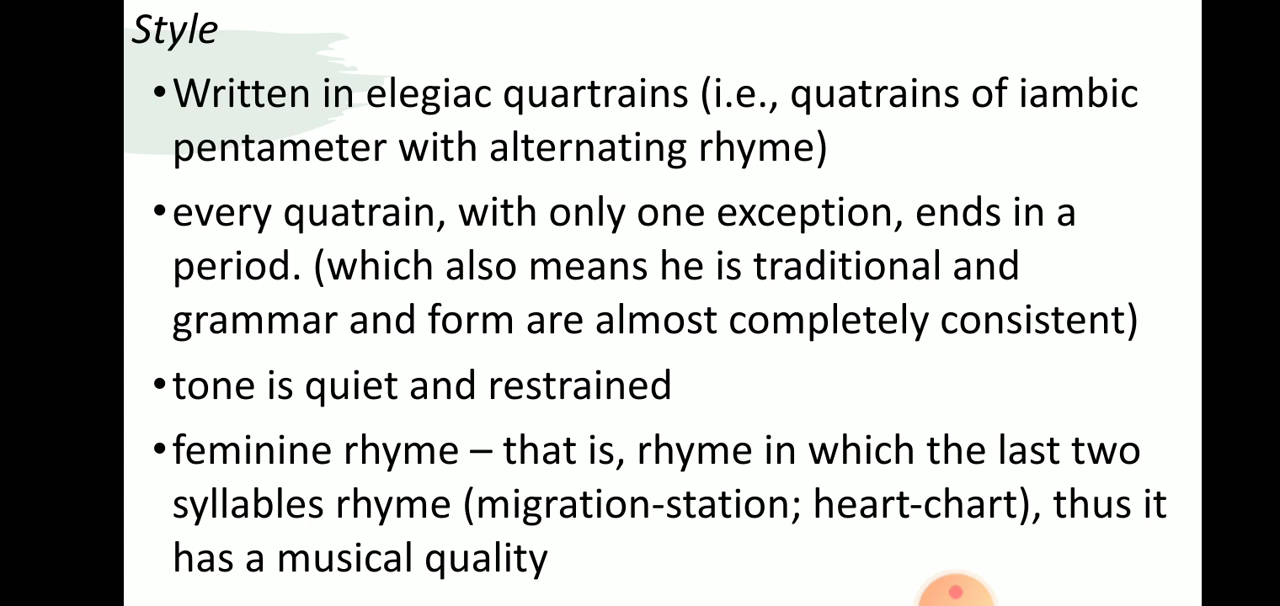 Style
•Written in elegiac quartrains (i.e., quatrains of iambic
pentameter with alternating rhyme)
•every quatrain, with only one exception, ends in a
period. (which also means he is traditional and
grammar and form are almost completely consistent)
•tone is quiet and restrained
•feminine rhyme – that is, rhyme in which the last two
syllables rhyme (migration-station; heart-chart), thus it
has a musical quality